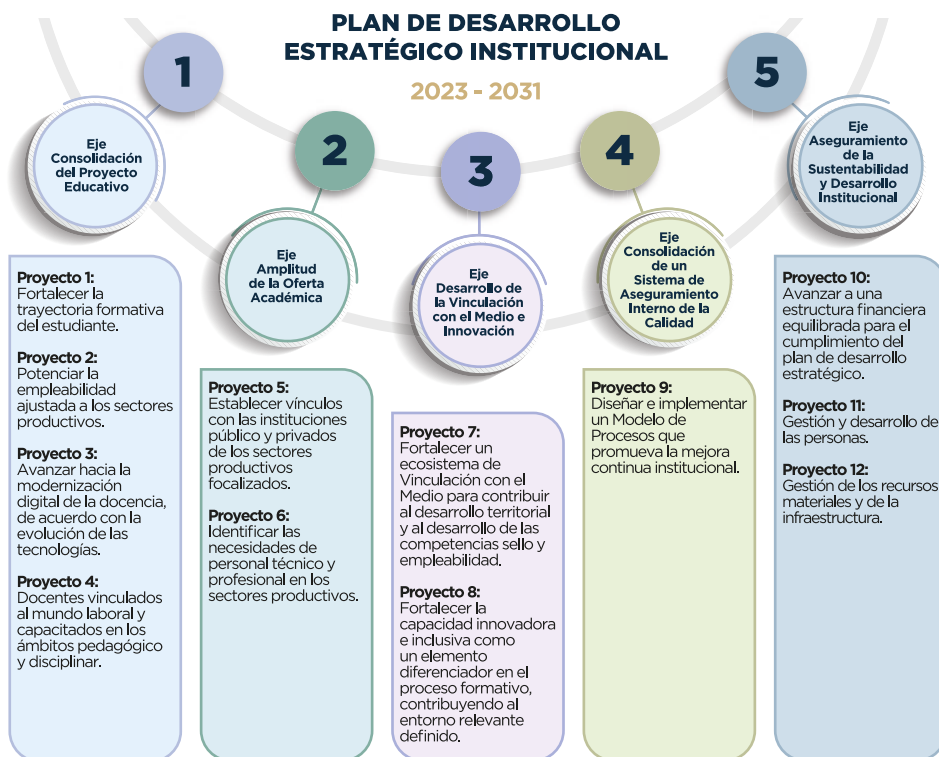 PLAN DE DESARROLLO
ESTRATÉGICO INSTITUCIONAL
2023 - 2031
1
Eje
Consolidación
del Proyecto
Educativo
Proyecto 1:
Fortalecer la
trayectoria formativa
del estudiante.
Proyecto 2:
Potenciar la
empleabilidad
ajustada a los sectores
productivos.
Proyecto 3:
Avanzar hacia la
modernización
digital de la docencia,
de acuerdo con la
evolución de las
tecnologías.
Proyecto 4:
Docentes vinculados
al mundo laboral y
capacitados en los
ámbitos pedagógico
y disciplinar.
2
Eje
Amplitud
de la Oferta
Académica
Proyecto 5:
Establecer vínculos
con las instituciones
público y privados
de los sectores
productivos
focalizados.
Proyecto 6:
Identificar las
necesidades de
personal técnico y
profesional en los
sectores productivos.
3
Eje
Desarrollo de
la Vinculación
con el Medio e
Innovación
Proyecto 7:
Fortalecer un
ecosistema de
Vinculación con el
Medio para contribuir
al desarrollo territorial
y al desarrollo de las
competencias sello y
empleabilidad.
Proyecto 8:
Fortalecer la
capacidad innovadora
e inclusiva como
un elemento
diferenciador en el
proceso formativo,
contribuyendo al
entorno relevante
definido.
4
Eje
Consolidación
de un
Sistema de
Aseguramiento
Interno de la
Calidad
Proyecto 9:
Diseñar e implementar
un Modelo de
Procesos que
promueva la mejora
continua institucional.
5
Eje
Aseguramiento
de la
Sustentabilidad
y Desarrollo
Institucional
Proyecto 10:
Avanzar a una
estructura financiera
equilibrada para el
cumplimiento del
plan de desarrollo
estratégico.
Proyecto 11:
Gestión y desarrollo de
las personas.
Proyecto 12:
Gestión de los recursos
materiales y de la
infraestructura.